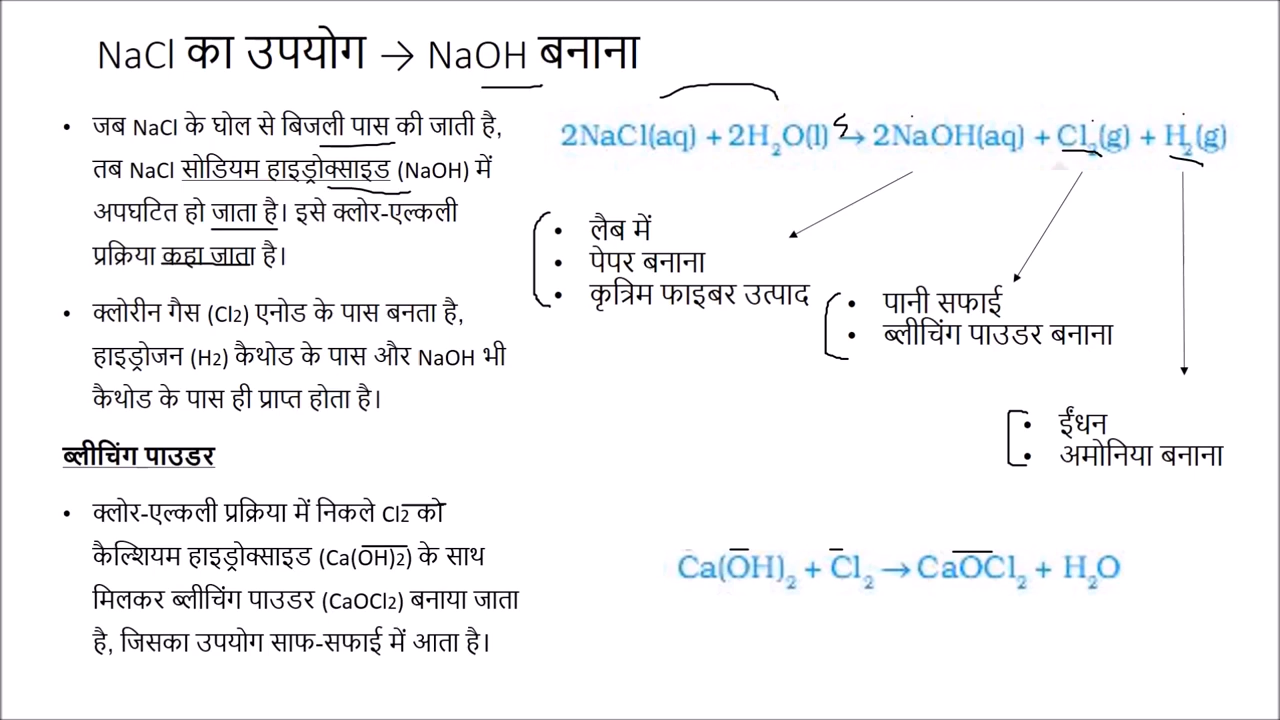 NaCl का उपयोग → NaOH बनाना
• जब NaCl के घोल से बिजली पास की जाती है,
तब NaCl सोडियम हाइड्रोक्साइड (NaOH) में
अपघटित हो जाता है। इसे क्लोर-एल्कली
प्रक्रिया कहा जाता है।
• क्लोरीन गैस (Cl2) एनोड के पास बनता है,
हाइड्रोजन (H2) कैथोड के पास और NaOH भी
कैथोड के पास ही प्राप्त होता है।
ब्लीचिंग पाउडर
• क्लोर-एल्कली प्रक्रिया में निकले Cl2 को
कैल्शियम हाइड्रोक्साइड (Ca(OH)2) के साथ
मिलकर ब्लीचिंग पाउडर (CaOCl2) बनाया जाता
है, जिसका उपयोग साफ-सफाई में आता है।
2NaCl(aq) + 2H₂O(l) → 2NaOH(aq) + Cl₂(g) + H₂(g)
• लैब में
• पेपर बनाना
• कृत्रिम फाइबर उत्पाद
• पानी सफाई
• ब्लीचिंग पाउडर बनाना
• ईंधन
• अमोनिया बनाना
Ca(OH)₂ + Cl₂ → CaOCl₂ + H₂O